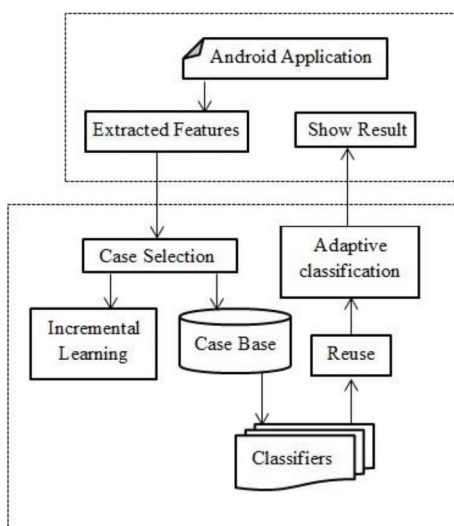 Android Application
Extracted Features
Show Result
Case Selection
Adaptive
classification
Incremental
Learning
Case Base
Reuse
Classifiers